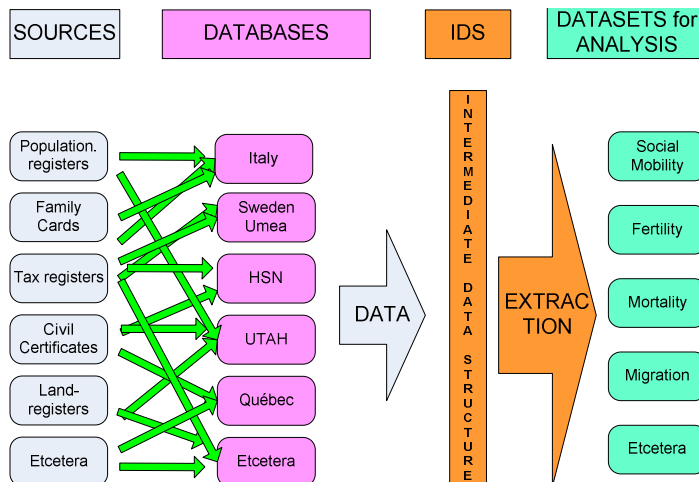 SOURCES
DATABASES
IDS
DATASETS for
ANALYSIS
Population.
registers
Family
Cards
Tax registers
Civil
Certificates
Land-
registers
Etcetera
Italy
Sweden
Umea
HSN
UTAH
Québec
Etcetera
DATA
INTERMEDIATE DATA STRUCTURE
EXTRAC
TION
Social
Mobility
Fertility
Mortality
Migration
Etcetera